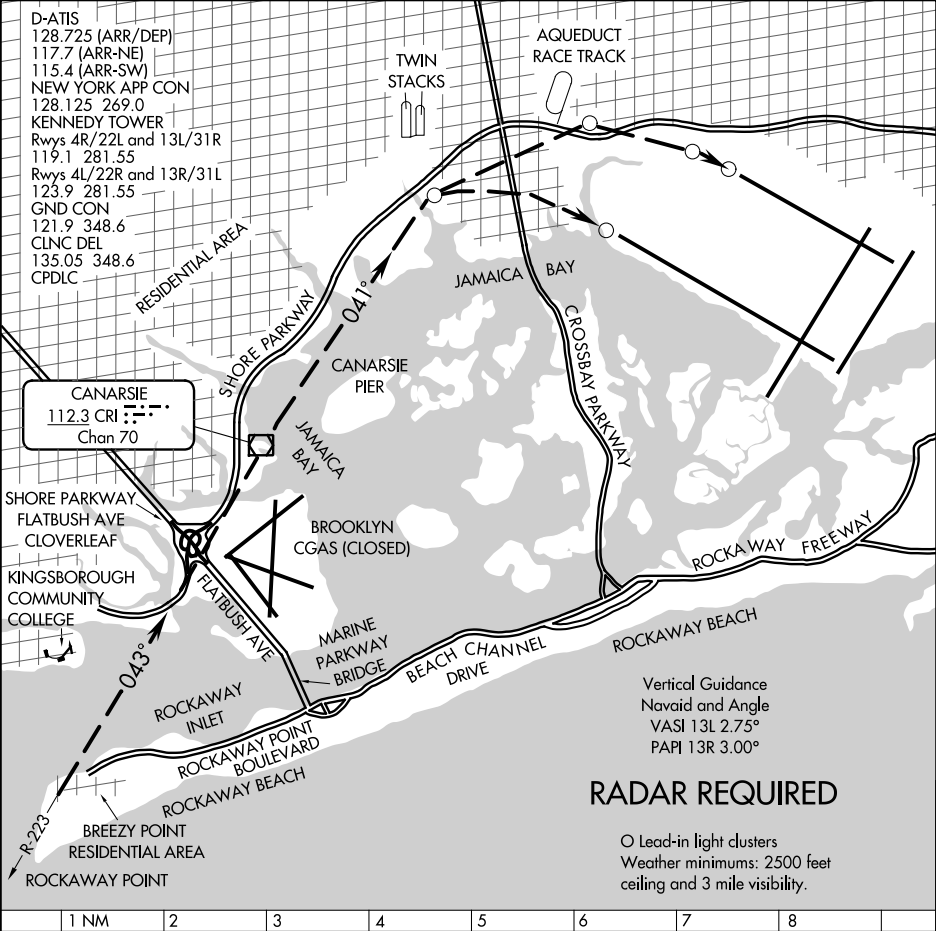 D-ATIS
128.725 (ARR/DEP)
117.7 (ARR-NE)
115.4 (ARR-SW)
NEW YORK APP CON
128.125 269.0
KENNEDY TOWER
Rwys 4R/22L and 13L/31R
119.1 281.55
Rwys 4L/22R and 13R/31L
123.9 281.55
GND CON
121.9 348.6
CLNC DEL
135.05 348.6
CPDLC
TWIN
STACKS
AQUEDUCT
RACE TRACK
RESIDENTIAL AREA
SHORE PARKWAY
041°
JAMAICA BAY
CROSSBAY PARKWAY
CANARSIE
PIER
CANARSIE
112.3 CRI
Chan 70
JAMAICA
BAY
SHORE PARKWAY
FLATBUSH AVE
CLOVERLEAF
BROOKLYN
CGAS (CLOSED)
KINGSBOROUGH
COMMUNITY
COLLEGE
FLATBUSH AVE
043°
MARINE
PARKWAY
BRIDGE
BEACH CHANNEL
DRIVE
ROCKAWAY FREEWAY
ROCKAWAY BEACH
ROCKAWAY
INLET
ROCKAWAY POINT
BOULEVARD
ROCKAWAY BEACH
BREEZY POINT
RESIDENTIAL AREA
R-223
ROCKAWAY POINT
Vertical Guidance
Navaid and Angle
VASI 13L 2.75°
PAPI 13R 3.00°
RADAR REQUIRED
O Lead-in light clusters
Weather minimums: 2500 feet
ceiling and 3 mile visibility.
1 NM 2 3 4 5 6 7 8